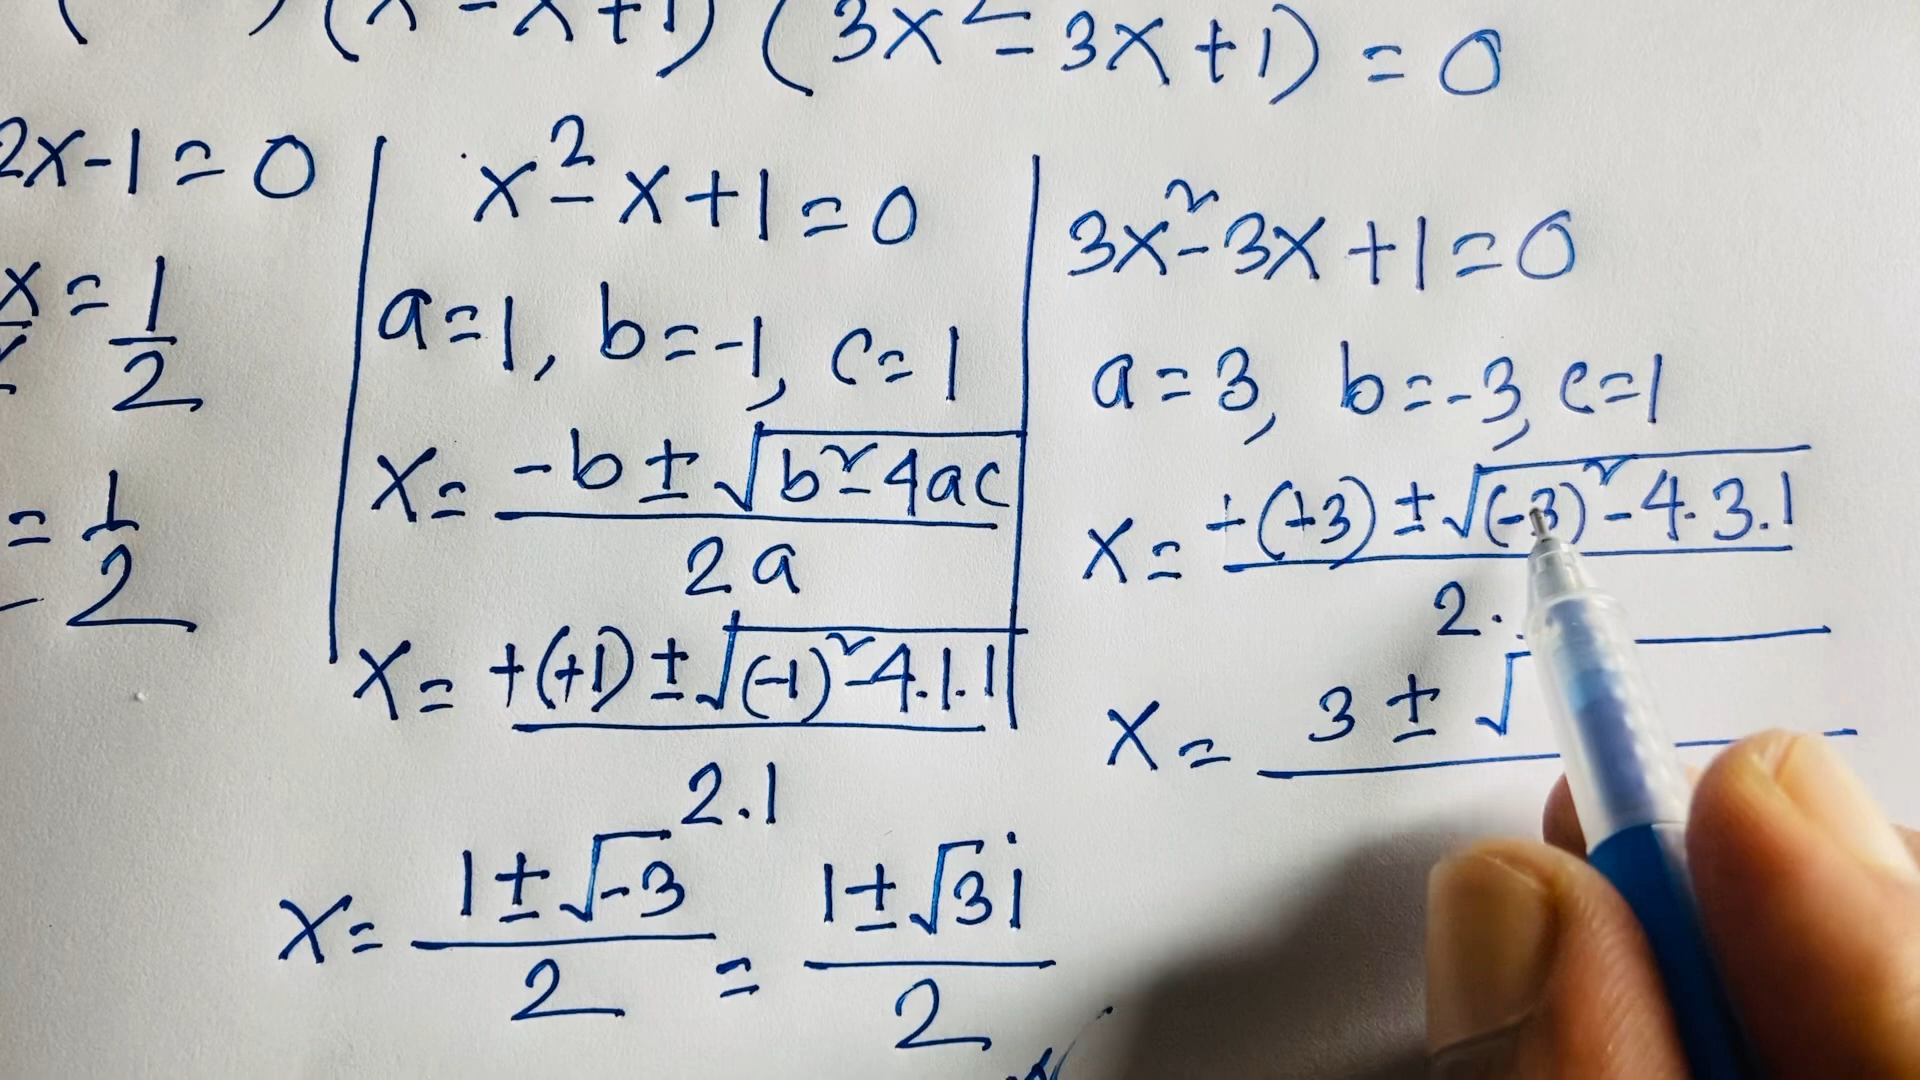 (x²-x+1) (3x²-3x+1) = 0
2x-1=0
x=1/2
=1/2
x²-x+1=0
a=1, b=-1, c=1
x= -b±√b²-4ac / 2a
x= +(+1)±√(-1)²-4.1.1 / 2.1
x= 1±√-3 / 2 = 1±√3i / 2
3x²-3x+1=0
a=3, b=-3, c=1
x= +(+3)±√(-3)²-4.3.1 / 2.
x= 3±√